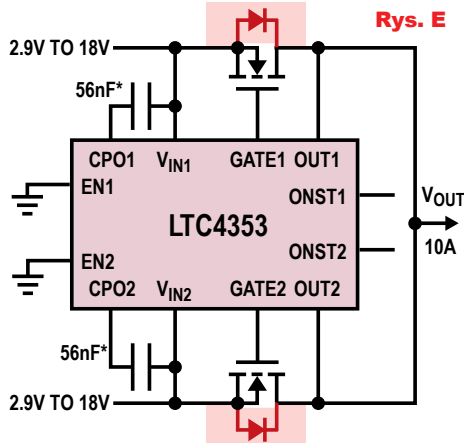 Rys. E
2.9V TO 18V
56nF*
CPO1 VIN1 GATE1 OUT1
EN1
ONST1
LTC4353
VOUT
10A
ONST2
EN2
CPO2 VIN2 GATE2 OUT2
56nF*
2.9V TO 18V